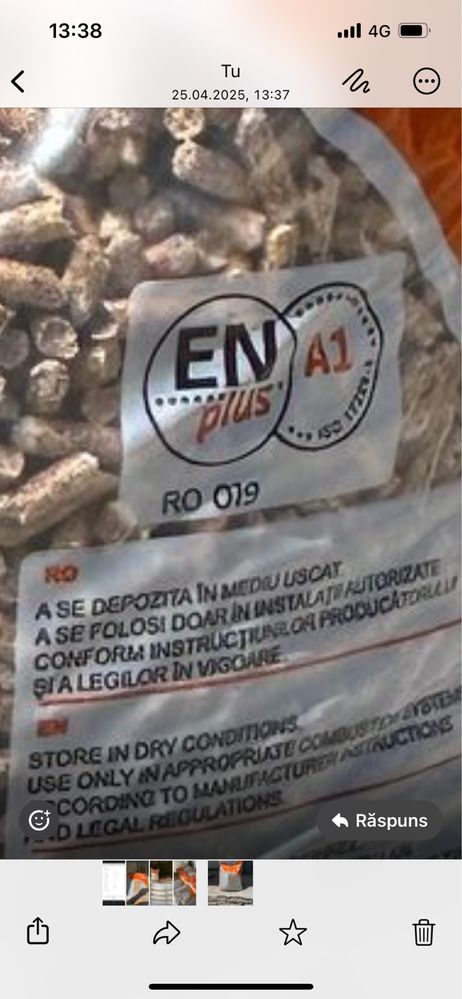 13:38
4G
Tu
25.04.2025, 13:37
EN
plus
A1
ISO 17225-2
RO 019
RO
A SE DEPOZITA ÎN MEDIU USCAT.
A SE FOLOSI DOAR ÎN INSTALAȚII AUTORIZATE
CONFORM INSTRUCȚIUNILOR PRODUCĂTORULUI
ȘI A LEGILOR ÎN VIGOARE.
EN
STORE IN DRY CONDITIONS.
USE ONLY IN APPROPRIATE COMBUSTION SYSTEMS
ACCORDING TO MANUFACTURER INSTRUCTIONS
AND LEGAL REGULATIONS.
Răspuns